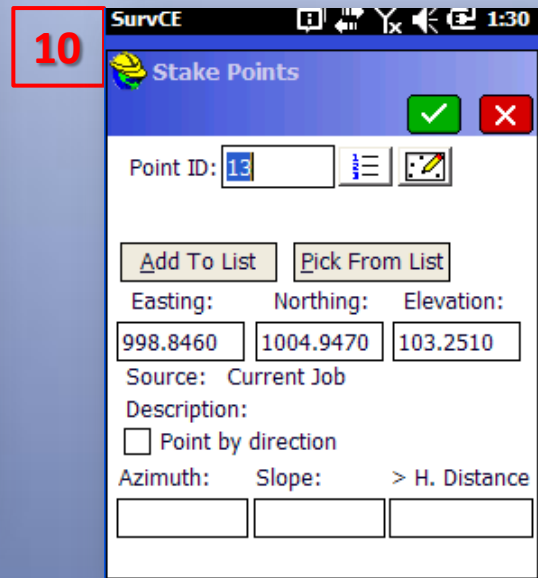 10
SurvCE 1:30
Stake Points
Point ID: 13
Add To List Pick From List
Easting: Northing: Elevation:
998.8460 1004.9470 103.2510
Source: Current Job
Description:
Point by direction
Azimuth: Slope: > H. Distance